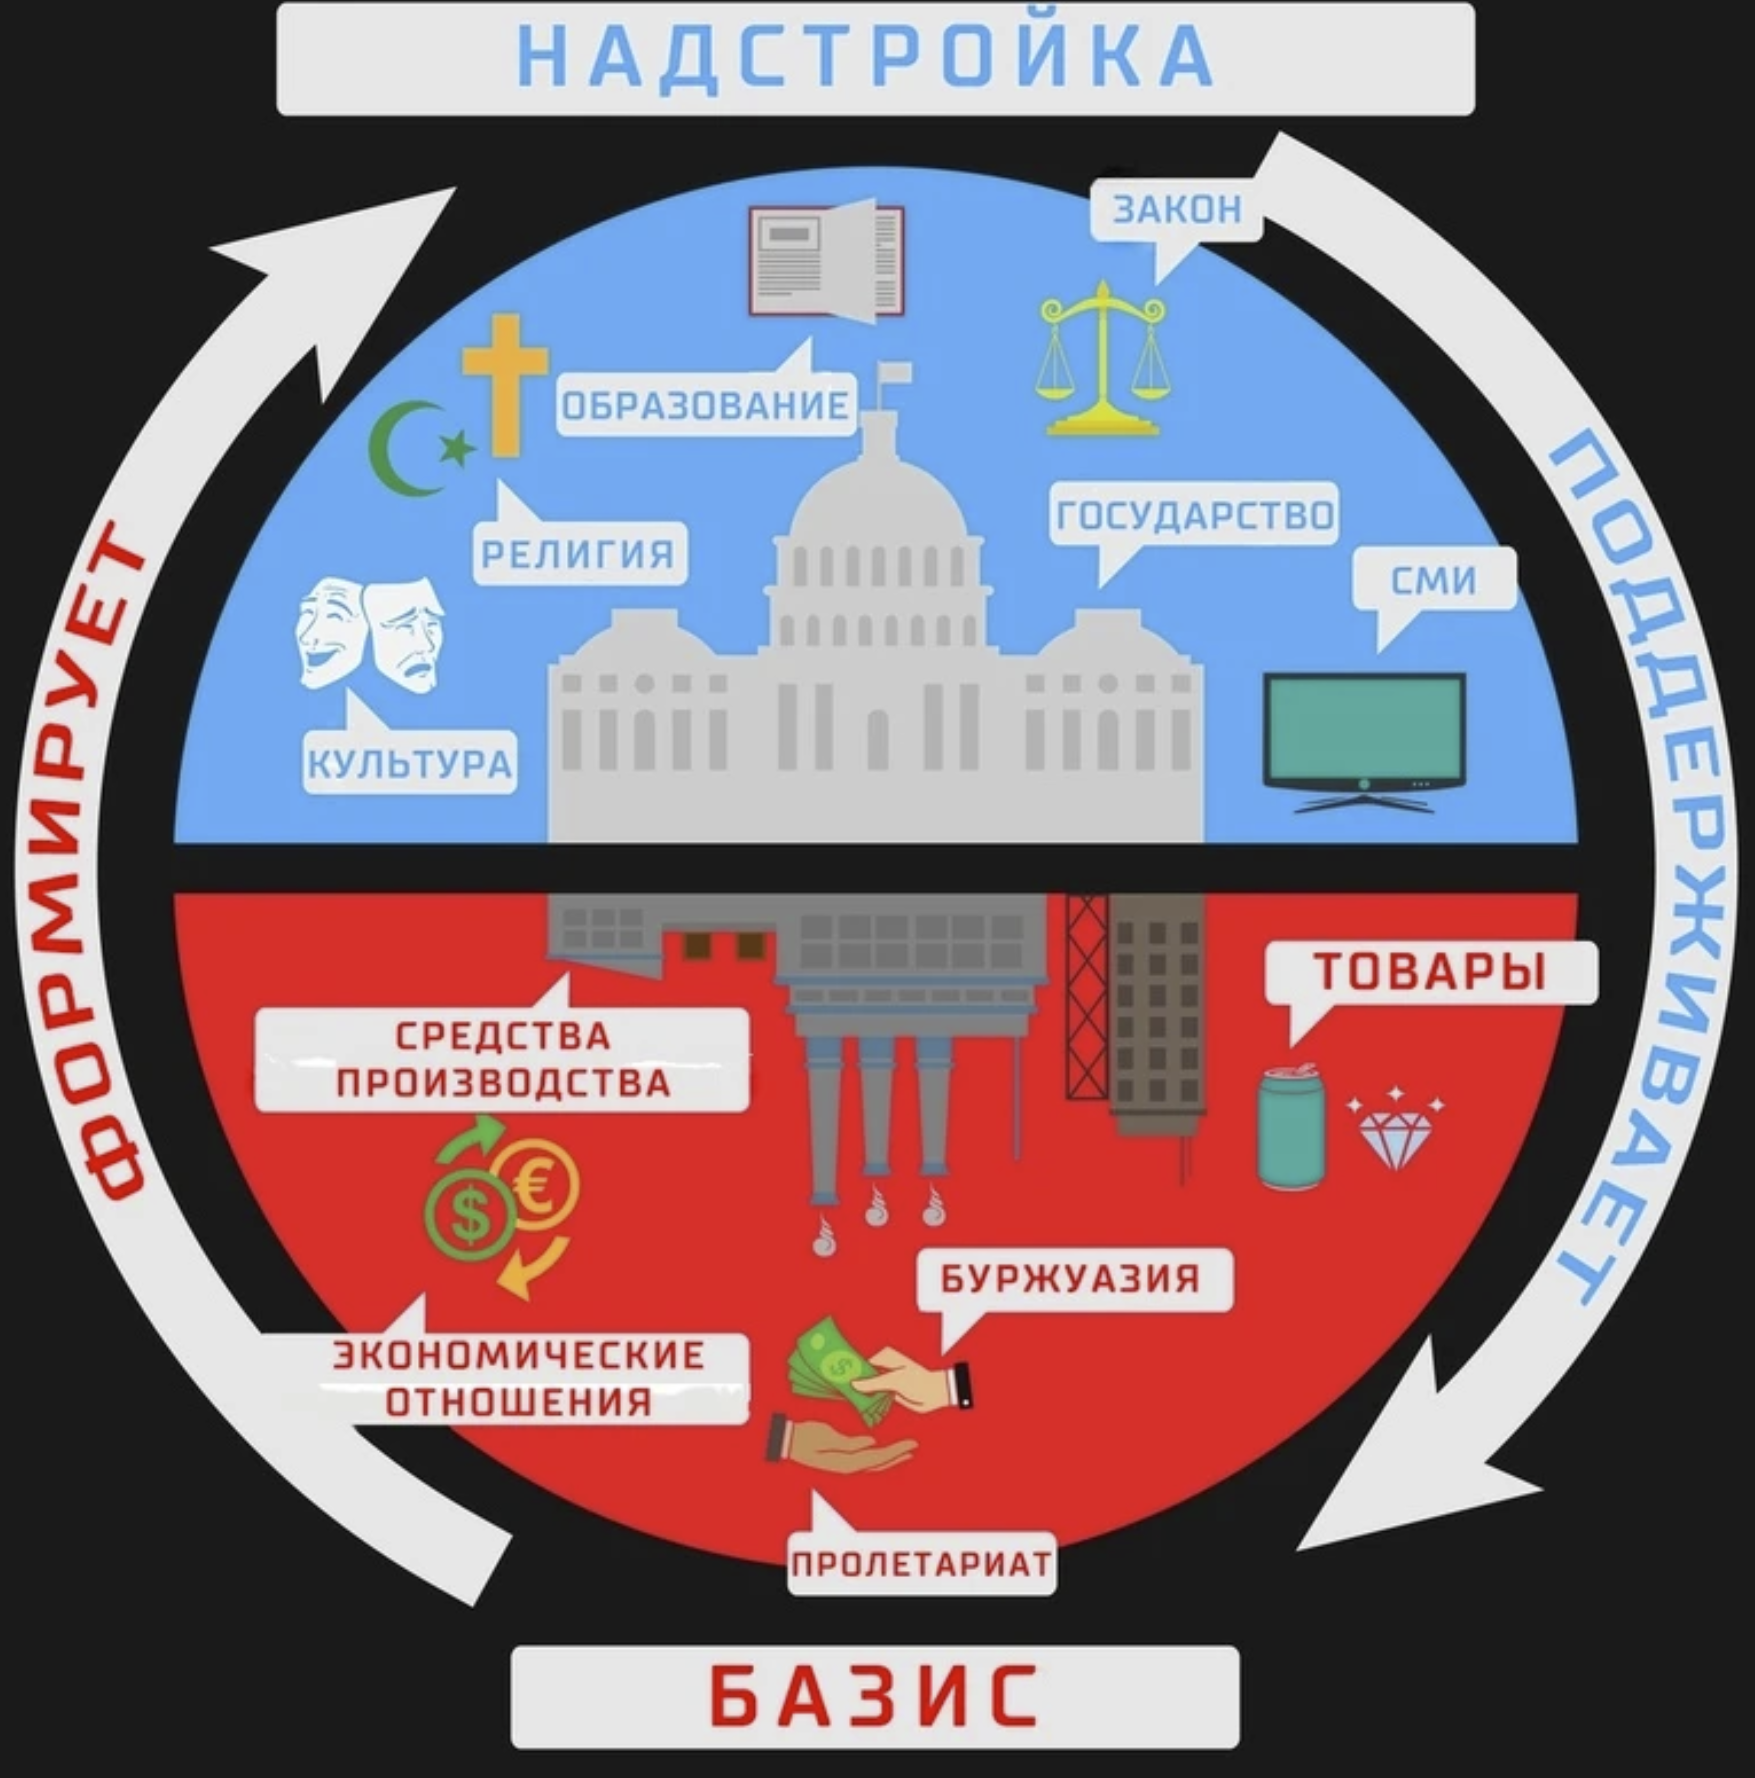 НАДСТРОЙКА
ЗАКОН
ОБРАЗОВАНИЕ
ГОСУДАРСТВО
РЕЛИГИЯ
СМИ
КУЛЬТУРА
ФОРМИРУЕТ
ПОДДЕРЖИВАЕТ
ТОВАРЫ
СРЕДСТВА
ПРОИЗВОДСТВА
$ €
БУРЖУАЗИЯ
ЭКОНОМИЧЕСКИЕ
ОТНОШЕНИЯ
$
ПРОЛЕТАРИАТ
БАЗИС